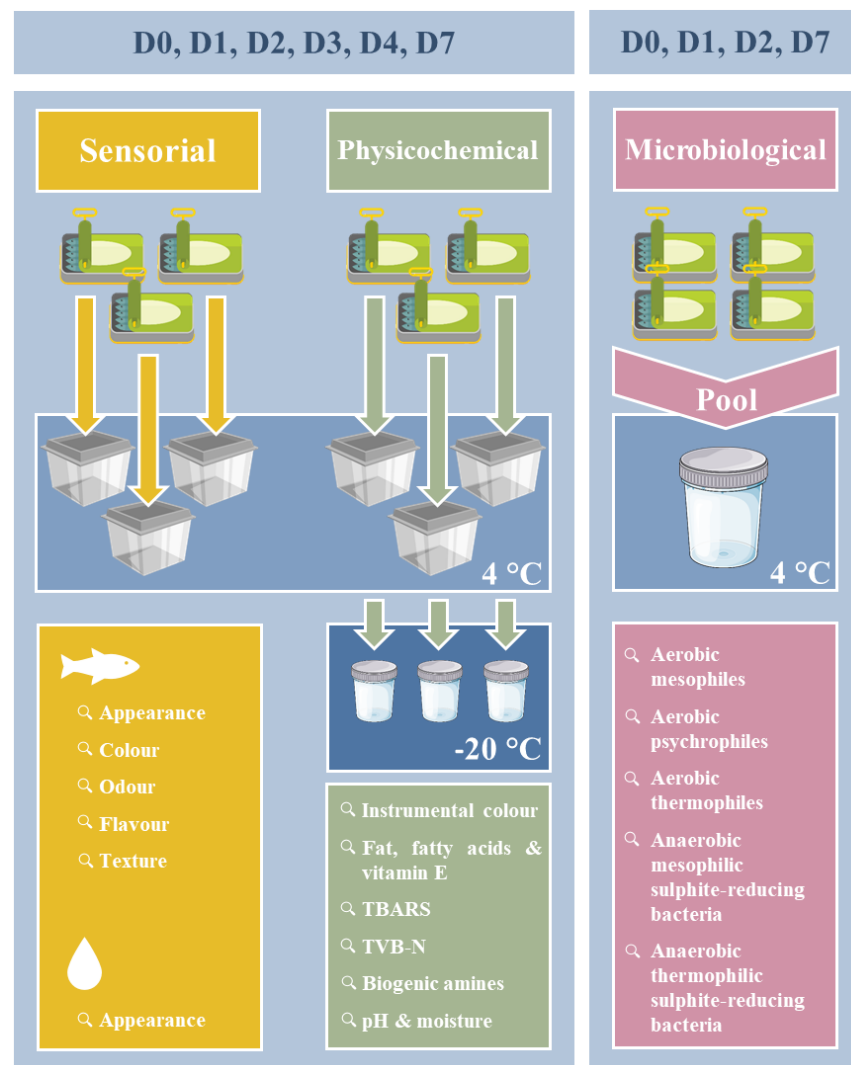 D0, D1, D2, D3, D4, D7
D0, D1, D2, D7
Sensorial
Physicochemical
Microbiological
Pool
4 °C
4 °C
-20 °C
Appearance
Colour
Odour
Flavour
Texture
Appearance
Instrumental colour
Fat, fatty acids &
vitamin E
TBARS
TVB-N
Biogenic amines
pH & moisture
Aerobic
mesophiles
Aerobic
psychrophiles
Aerobic
thermophiles
Anaerobic
mesophilic
sulphite-reducing
bacteria
Anaerobic
thermophilic
sulphite-reducing
bacteria